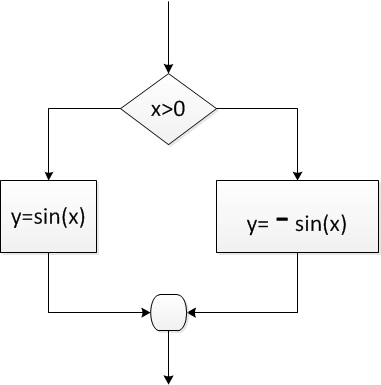 x>0
y=sin(x)
y= - sin(x)